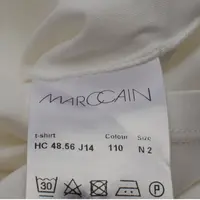 MARCCAIN
t-shirt Colour Size
HC 48.56 J14 110 N 2
30